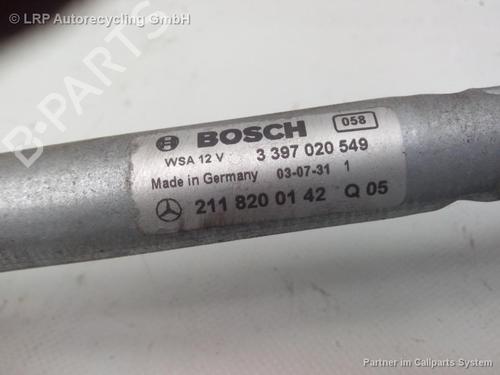 LRP Autorecycling GmbH
B-PARTS
BOSCH 058
WSA 12 V 3 397 020 549
Made in Germany 03-07-31 1
211 820 01 42 Q 05
Partner im Callparts System